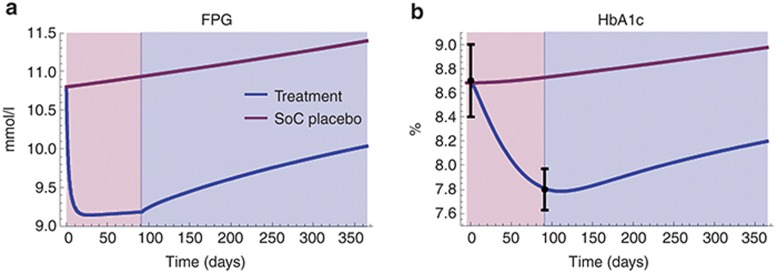 a
FPG
mmol/l
11.5
11.0
10.5
10.0
9.5
9.0
Treatment
SoC placebo
0 50 100 150 200 250 300 350
Time (days)
b
HbA1c
%
9.0
8.8
8.6
8.4
8.2
8.0
7.8
7.6
0 50 100 150 200 250 300 350
Time (days)